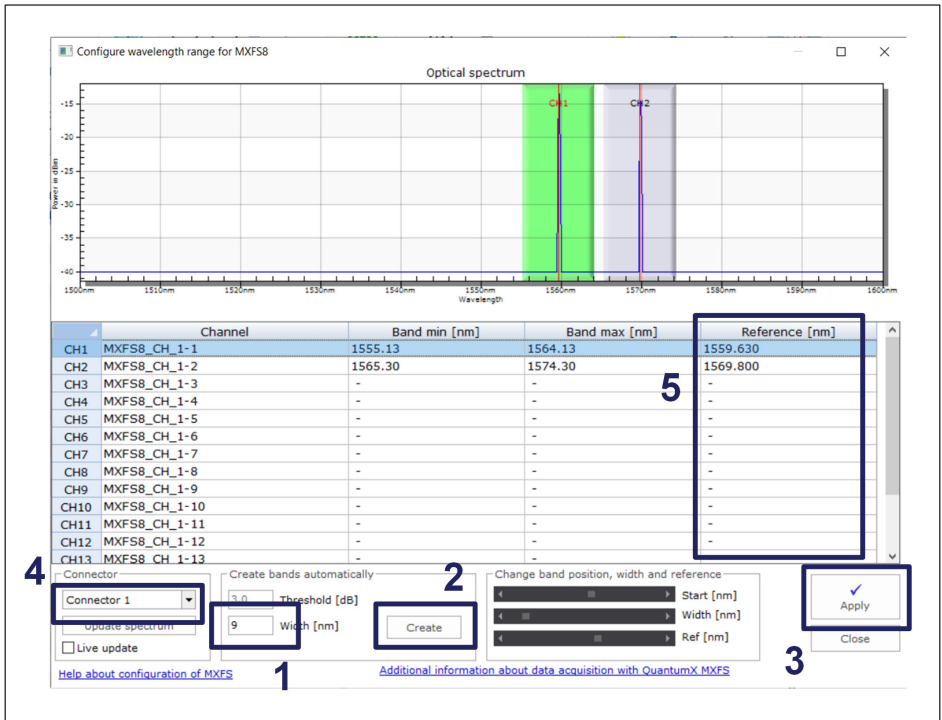 Configure wavelength range for MXFS8
Optical spectrum
Power in dBm
-15
-20
-25
-30
-35
-40
CH1
CH2
1500nm 1510nm 1520nm 1530nm 1540nm 1550nm 1560nm 1570nm 1580nm 1590nm 1600nm
Wavelength
Channel Band min [nm] Band max [nm] Reference [nm]
CH1 MXFS8_CH_1-1 1555.13 1564.13 1559.630
CH2 MXFS8_CH_1-2 1565.30 1574.30 1569.800
CH3 MXFS8_CH_1-3 - - -
CH4 MXFS8_CH_1-4 - - -
CH5 MXFS8_CH_1-5 - - -
CH6 MXFS8_CH_1-6 - - -
CH7 MXFS8_CH_1-7 - - -
CH8 MXFS8_CH_1-8 - - -
CH9 MXFS8_CH_1-9 - - -
CH10 MXFS8_CH_1-10 - - -
CH11 MXFS8_CH_1-11 - - -
CH12 MXFS8_CH_1-12 - - -
CH13 MXFS8_CH_1-13 - - -
5
4
Connector
Connector 1
Update spectrum
Live update
Create bands automatically
3.0 Threshold [dB]
9 Width [nm]
1
2
Create
Change band position, width and reference
Start [nm]
Width [nm]
Ref [nm]
Apply
Close
3
Help about configuration of MXFS
Additional information about data acquisition with QuantumX MXFS